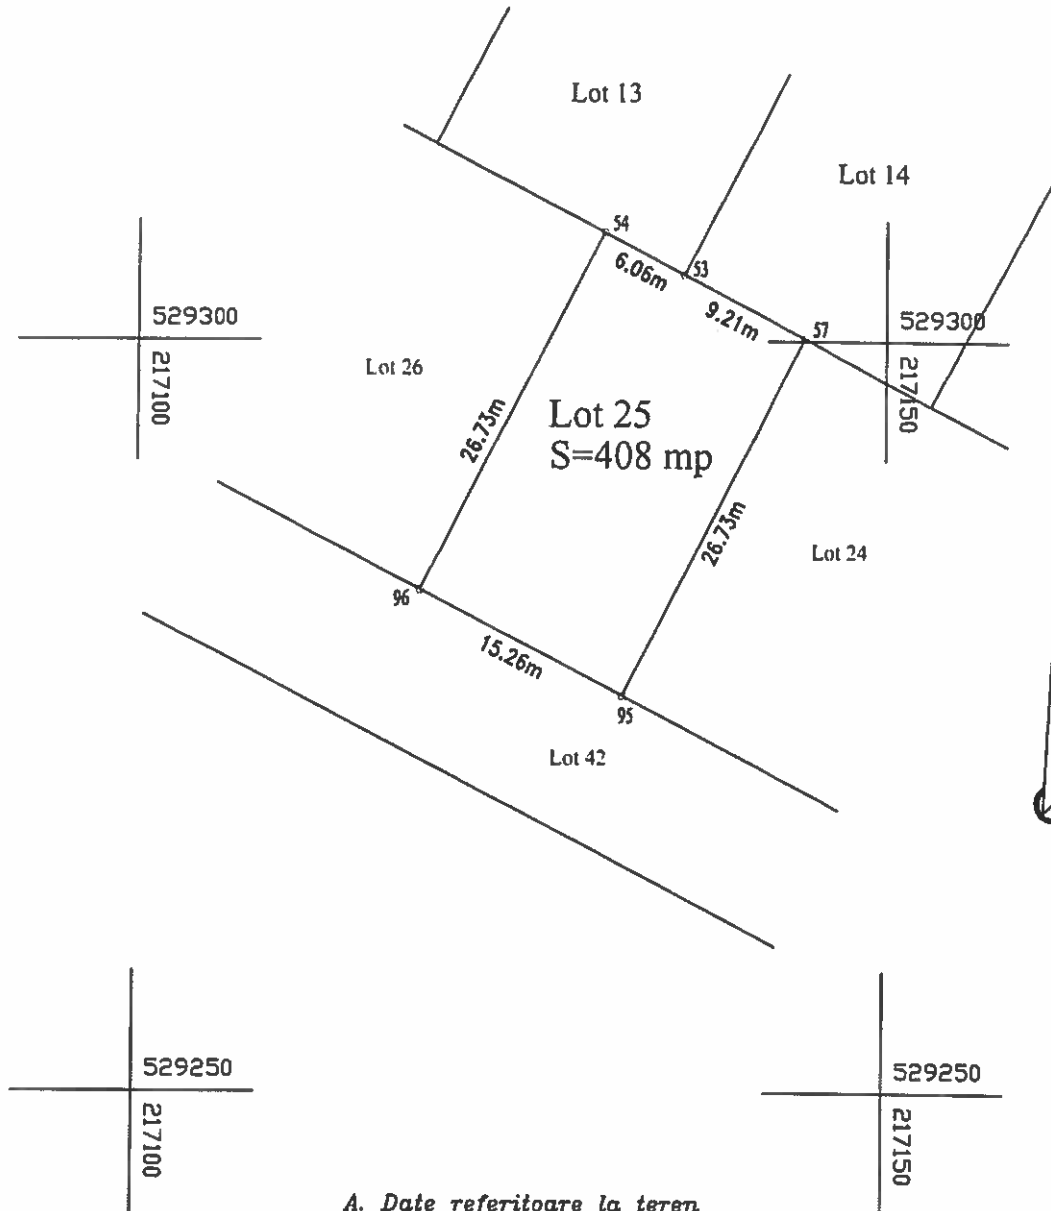 Lot 13
Lot 14
54
6.06m
53
9.21m
57
529300
217100
529300
217150
Lot 26
Lot 25
S=408 mp
26.73m
26.73m
Lot 24
96
15.26m
95
Lot 42
529250
217100
529250
217150
A. Date referitoare la teren